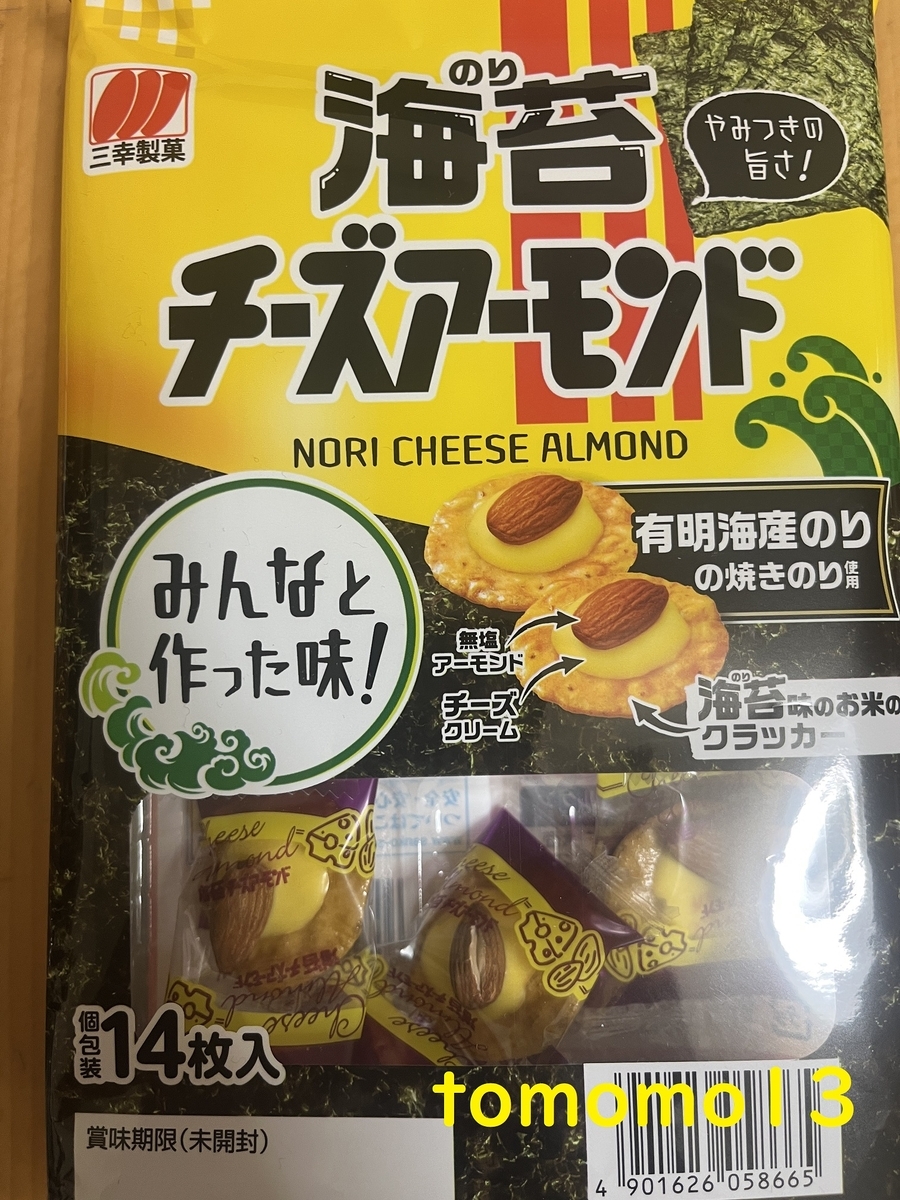 三幸製菓
のり
海苔
やみつきの
旨さ!
チーズアーモンド
NORI CHEESE ALMOND
みんなと
作った味!
有明海産のり
の焼きのり使用
無塩
アーモンド
チーズ
クリーム
のり
海苔味のお米の
クラッカー
Cheese
Almond
Cheese
Almond
個包装14枚入
tomomo13
賞味期限(未開封)
4 901626 058665